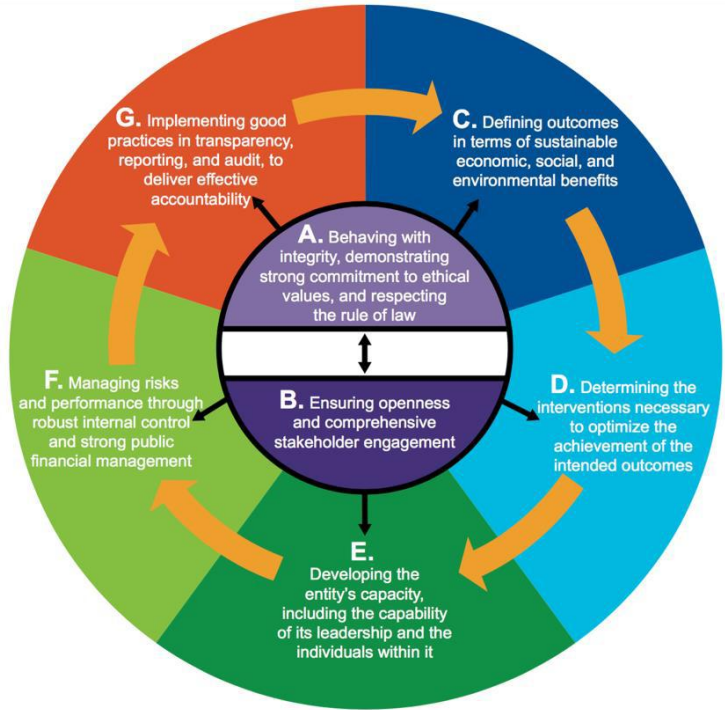 A. Behaving with
integrity, demonstrating
strong commitment to ethical
values, and respecting
the rule of law
B. Ensuring openness
and comprehensive
stakeholder engagement
C. Defining outcomes
in terms of sustainable
economic, social, and
environmental benefits
D. Determining the
interventions necessary
to optimize the
achievement of the
intended outcomes
E.
Developing the
entity's capacity,
including the capability
of its leadership and the
individuals within it
F. Managing risks
and performance through
robust internal control
and strong public
financial management
G. Implementing good
practices in transparency,
reporting, and audit, to
deliver effective
accountability